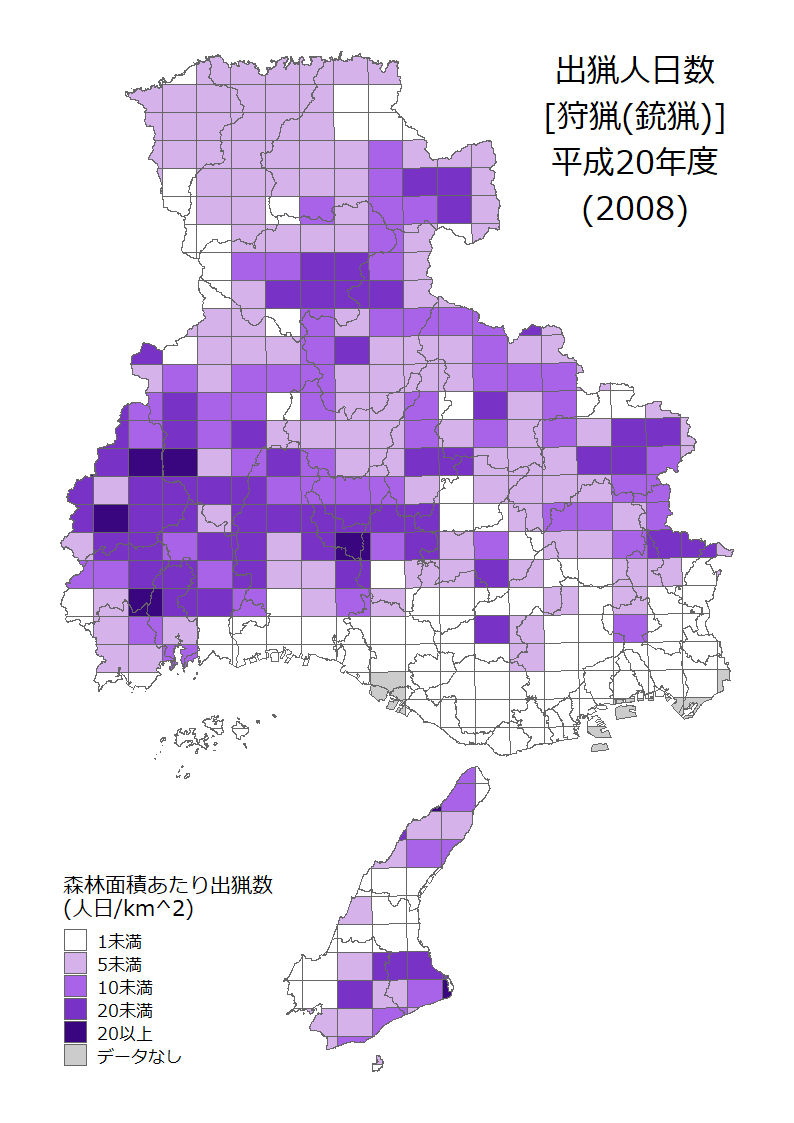 出猟人日数
[狩猟(銃猟)]
平成20年度
(2008)
森林面積あたり出猟数
(人日/km^2)
1未満
5未満
10未満
20未満
20以上
データなし